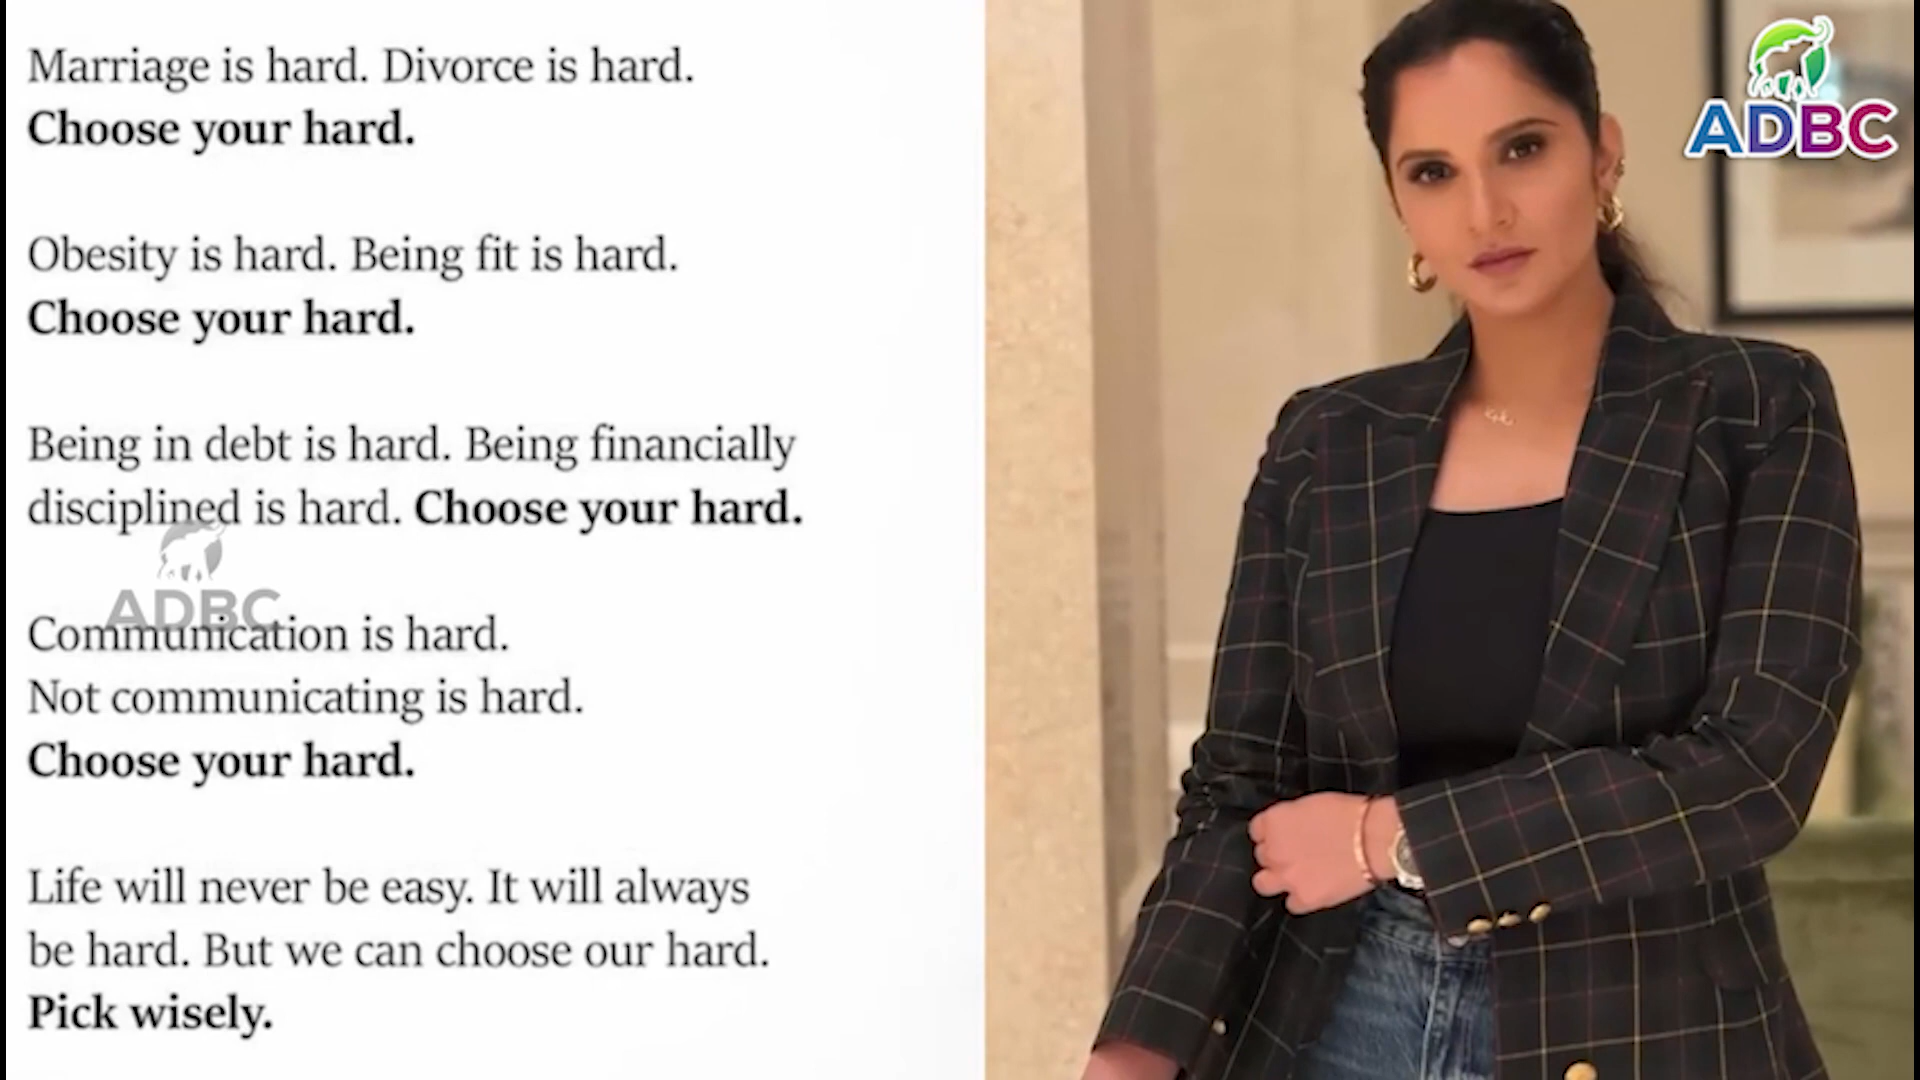 Marriage is hard. Divorce is hard.
Choose your hard.
Obesity is hard. Being fit is hard.
Choose your hard.
Being in debt is hard. Being financially
disciplined is hard. Choose your hard.
Communication is hard.
Not communicating is hard.
Choose your hard.
Life will never be easy. It will always
be hard. But we can choose our hard.
Pick wisely.
ADBC
ADBC